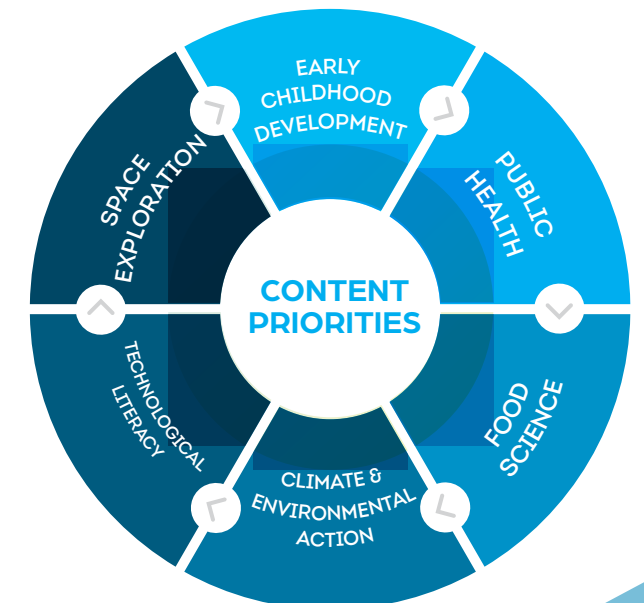 EARLY
CHILDHOOD
DEVELOPMENT
PUBLIC
HEALTH
FOOD
SCIENCE
CLIMATE &
ENVIRONMENTAL
ACTION
TECHNOLOGICAL
LITERACY
SPACE
EXPLORATION
CONTENT
PRIORITIES